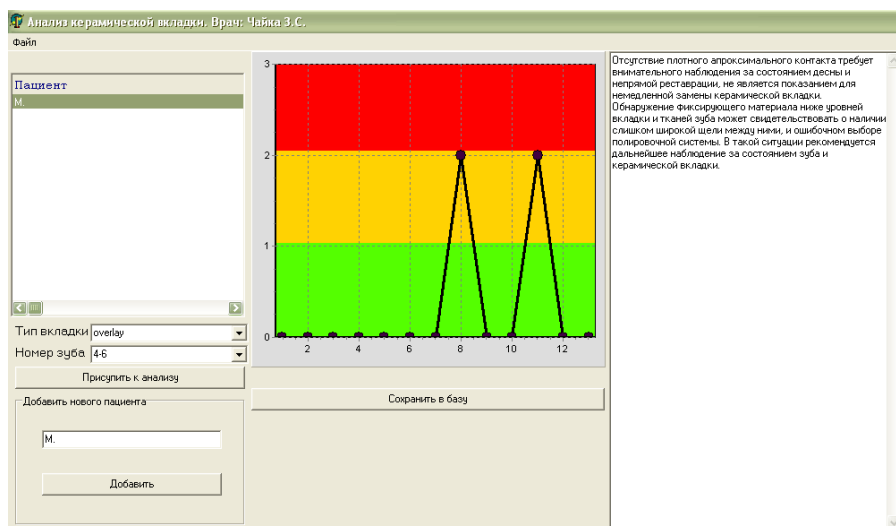 Анализ керамической вкладки. Врач: Чайка З.С.
Файл
Пациент
М.
Тип вкладки overlay
Номер зуба 4-6
Присупить к анализу
Добавить нового пациента
М.
Добавить
3
2
1
0
2 4 6 8 10 12
Сохранить в базу
Отсутствие плотного апроксимального контакта требует
внимательного наблюдения за состоянием десны и
непрямой реставрации, не является показанием для
немедленной замены керамической вкладки.
Обнаружение фиксирующего материала ниже уровней
вкладки и тканей зуба может свидетельствовать о наличии
слишком широкой щели между ними, и ошибочном выборе
полировочной системы. В такой ситуации рекомендуется
дальнейшее наблюдение за состоянием зуба и
керамической вкладки.